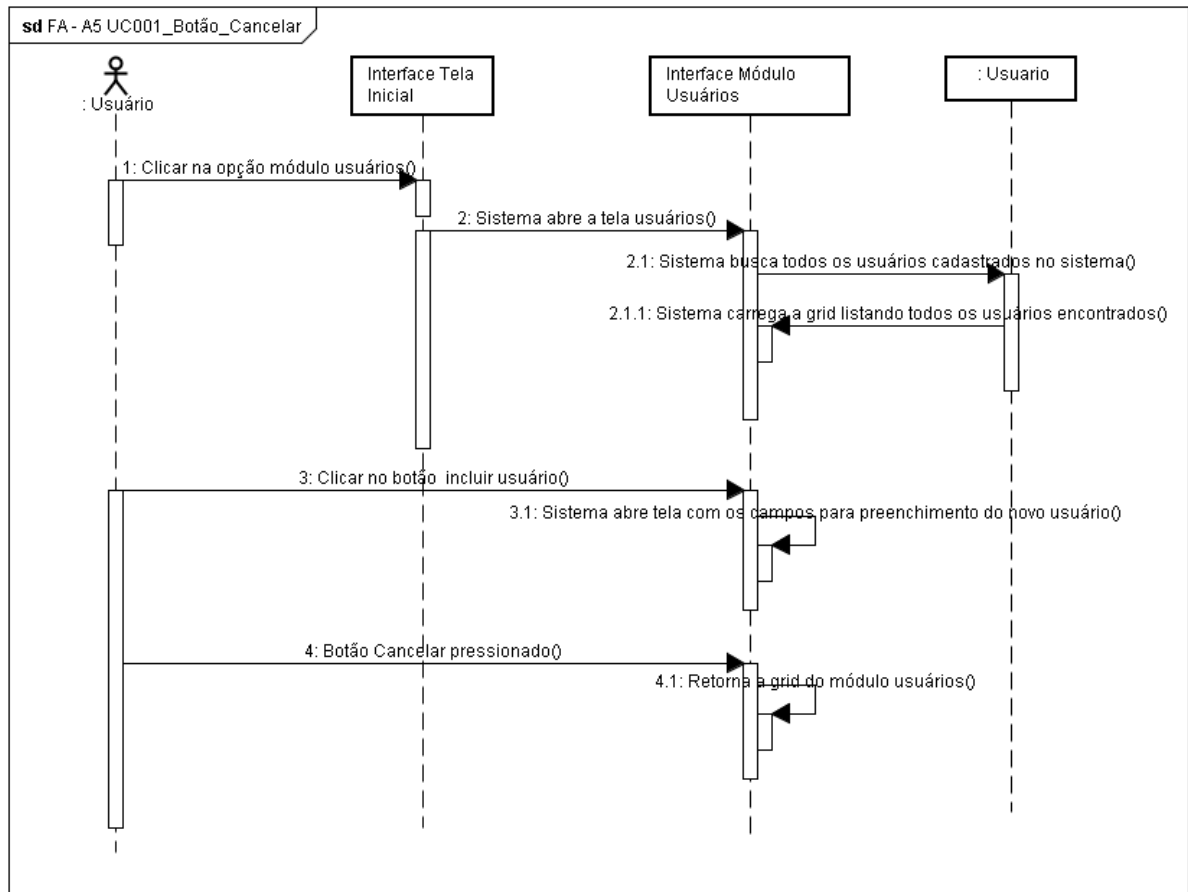 sd FA - A5 UC001_Botão_Cancelar
: Usuário
Interface Tela
Inicial
Interface Módulo
Usuários
: Usuario
1: Clicar na opção módulo usuários()
2: Sistema abre a tela usuários()
2.1: Sistema busca todos os usuários cadastrados no sistema()
2.1.1: Sistema carrega a grid listando todos os usuários encontrados()
3: Clicar no botão  incluir usuário()
3.1: Sistema abre tela com os campos para preenchimento do novo usuário()
4: Botão Cancelar pressionado()
4.1: Retorna a grid do módulo usuários()